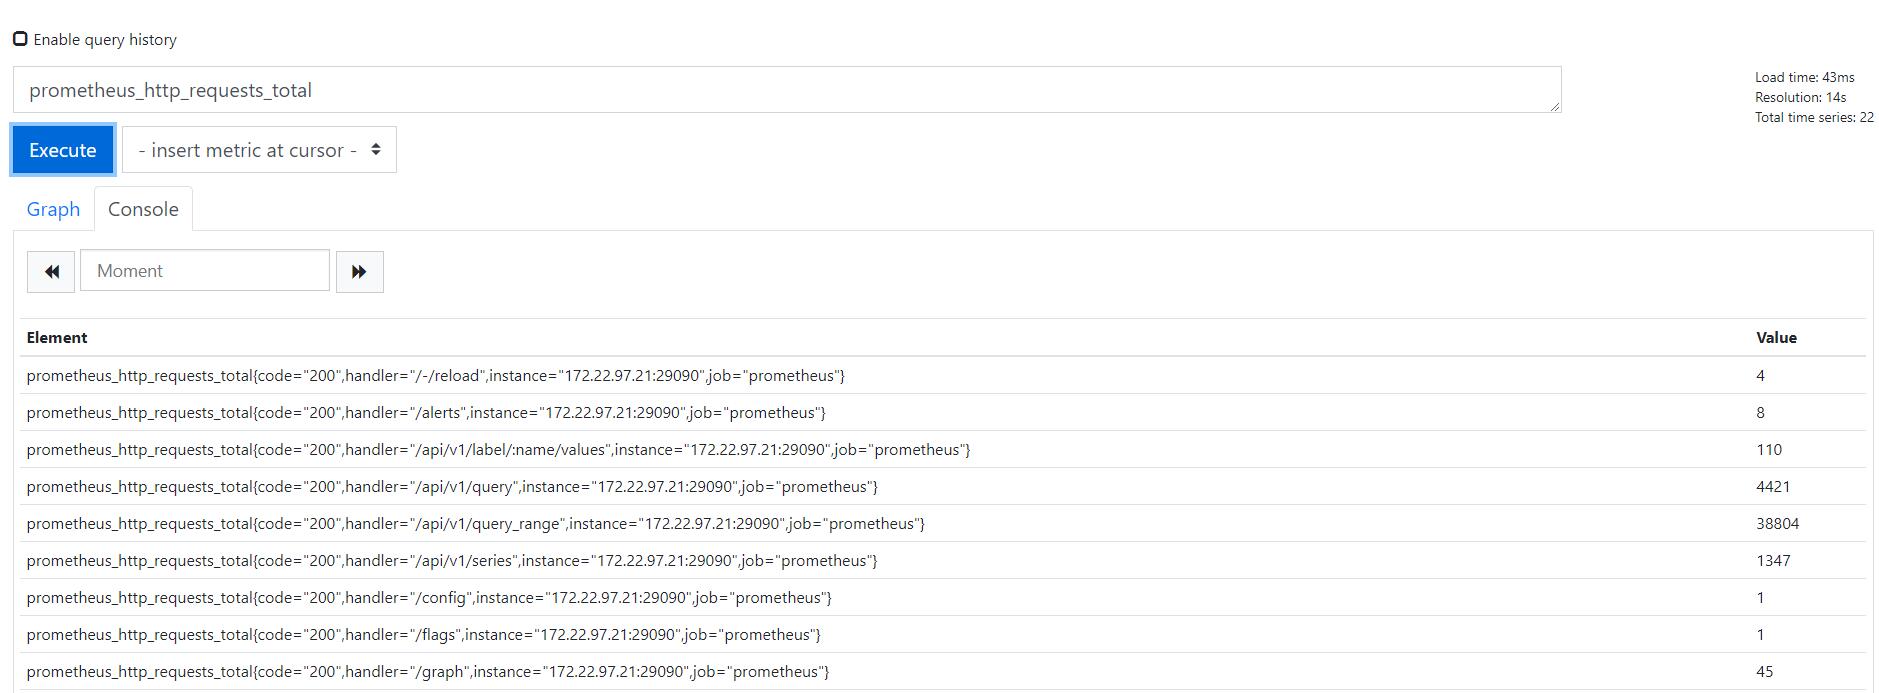 Enable query history
prometheus_http_requests_total
Load time: 43ms
Resolution: 14s
Total time series: 22
Execute
- insert metric at cursor -
Graph
Console
Moment
Element Value
prometheus_http_requests_total{code="200",handler="/-/reload",instance="172.22.97.21:29090",job="prometheus"} 4
prometheus_http_requests_total{code="200",handler="/alerts",instance="172.22.97.21:29090",job="prometheus"} 8
prometheus_http_requests_total{code="200",handler="/api/v1/label/:name/values",instance="172.22.97.21:29090",job="prometheus"} 110
prometheus_http_requests_total{code="200",handler="/api/v1/query",instance="172.22.97.21:29090",job="prometheus"} 4421
prometheus_http_requests_total{code="200",handler="/api/v1/query_range",instance="172.22.97.21:29090",job="prometheus"} 38804
prometheus_http_requests_total{code="200",handler="/api/v1/series",instance="172.22.97.21:29090",job="prometheus"} 1347
prometheus_http_requests_total{code="200",handler="/config",instance="172.22.97.21:29090",job="prometheus"} 1
prometheus_http_requests_total{code="200",handler="/flags",instance="172.22.97.21:29090",job="prometheus"} 1
prometheus_http_requests_total{code="200",handler="/graph",instance="172.22.97.21:29090",job="prometheus"} 45